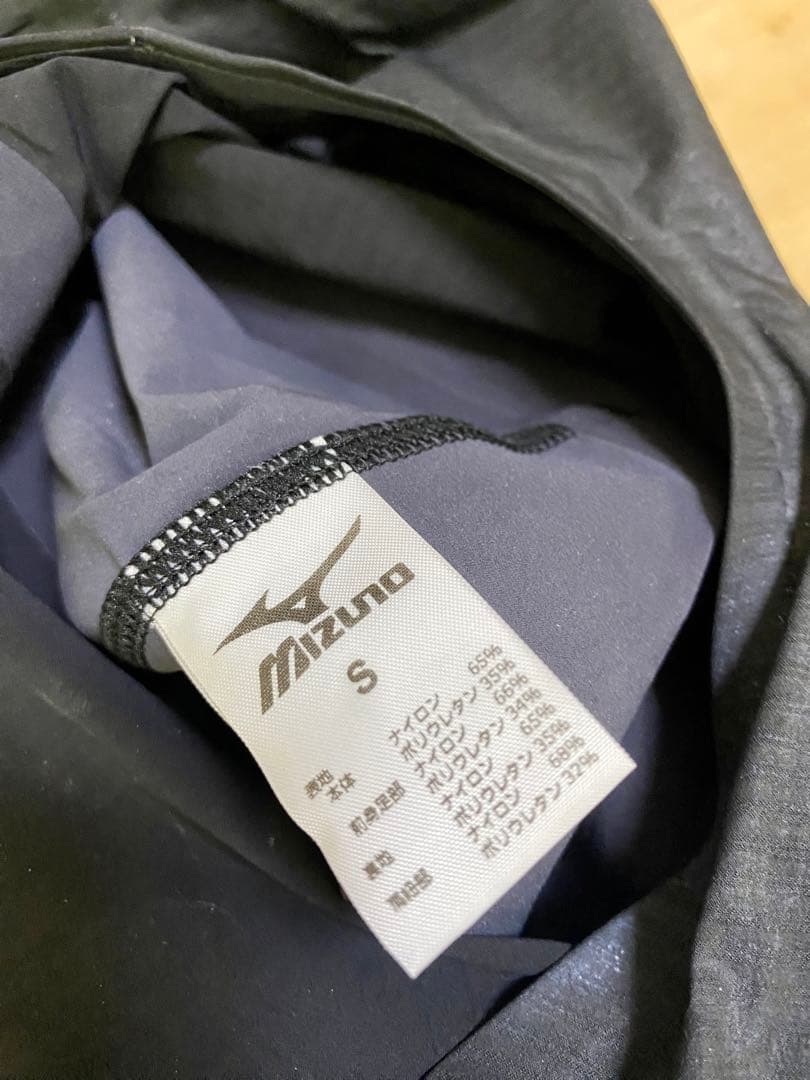 MIZUNO
S
表地 ナイロン 65%
本体 ポリウレタン 35%
前身足部 ナイロン 66%
ポリウレタン 34%
裏地 ナイロン 65%
ポリウレタン 35%
ナイロン 68%
ポリウレタン 32%